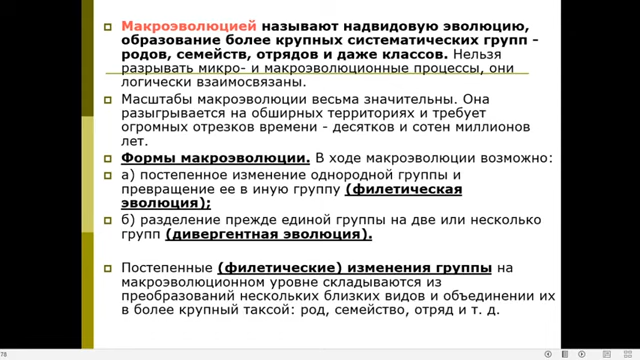 Макроэволюцией называют надвидовую эволюцию,
образование более крупных систематических групп -
родов, семейств, отрядов и даже классов. Нельзя
разрывать микро- и макроэволюционные процессы, они
логически взаимосвязаны.
Масштабы макроэволюции весьма значительны. Она
разыгрывается на обширных территориях и требует
огромных отрезков времени - десятков и сотен миллионов
лет.
Формы макроэволюции. В ходе макроэволюции возможно:
а) постепенное изменение однородной группы и
превращение ее в иную группу (филетическая
эволюция);
б) разделение прежде единой группы на две или несколько
групп (дивергентная эволюция).
Постепенные (филетические) изменения группы на
макроэволюционном уровне складываются из
преобразований нескольких близких видов и объединении их
в более крупный таксон: род, семейство, отряд и т. д.
78